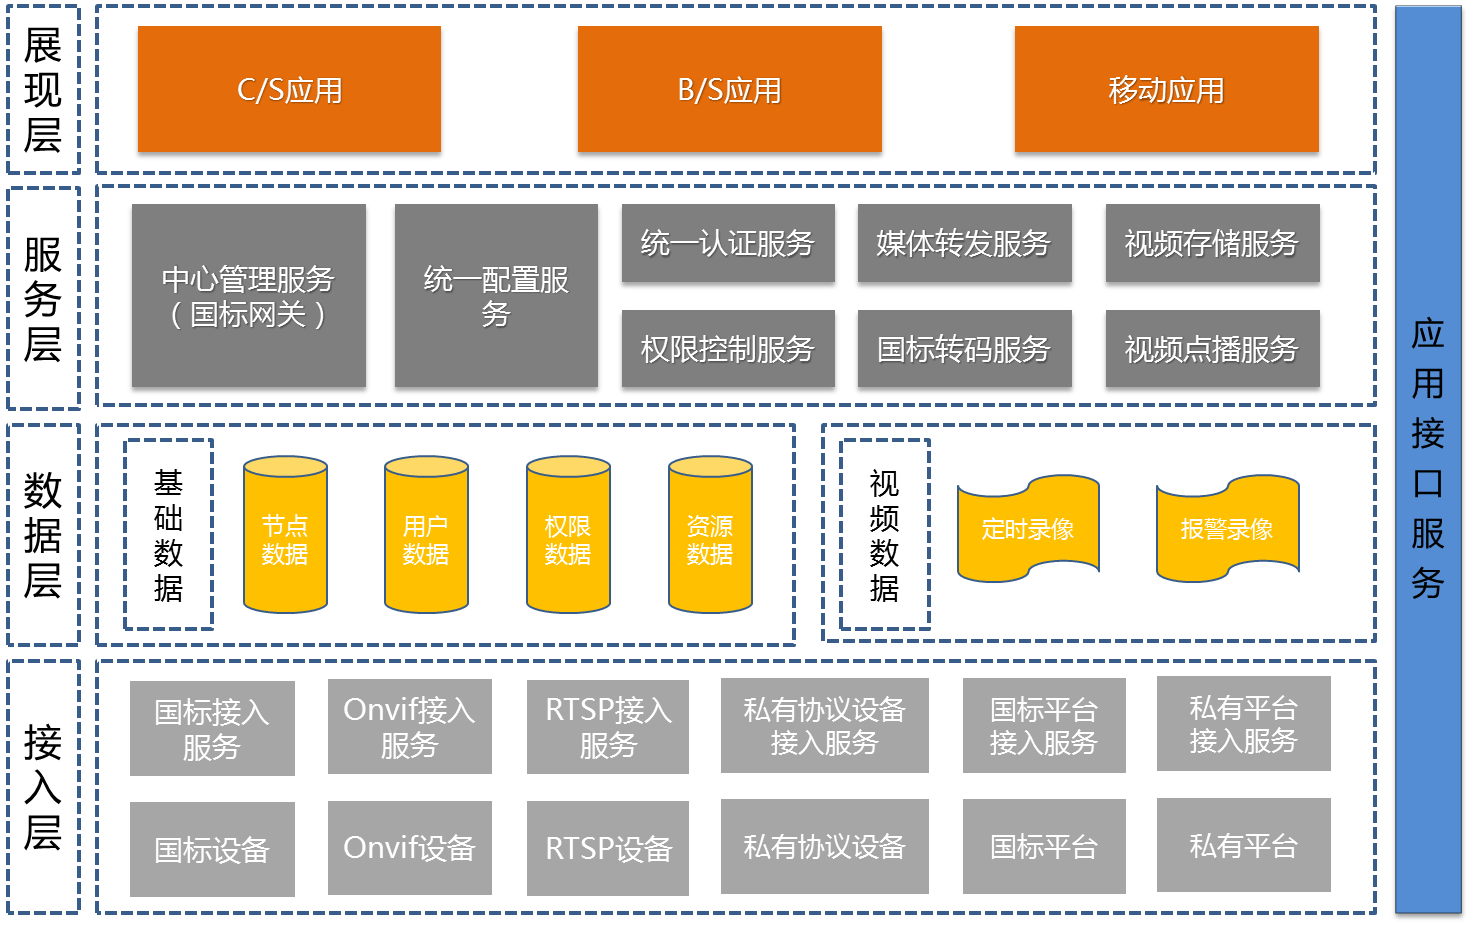 展现层
C/S应用
B/S应用
移动应用
服务层
中心管理服务
（国标网关）
统一配置服
务
统一认证服务
媒体转发服务
视频存储服务
权限控制服务
国标转码服务
视频点播服务
数据层
基础数据
节点
数据
用户
数据
权限
数据
资源
数据
视频数据
定时录像
报警录像
接入层
国标接入
服务
Onvif接入
服务
RTSP接入
服务
私有协议设备
接入服务
国标平台
接入服务
私有平台
接入服务
国标设备
Onvif设备
RTSP设备
私有协议设备
国标平台
私有平台
应用接口服务